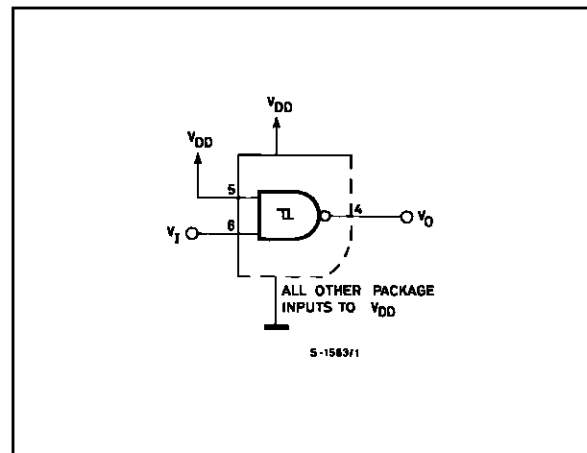 VDD
VDD
5
4
VI
6
VO
ALL OTHER PACKAGE
INPUTS TO VDD
S-1563/1